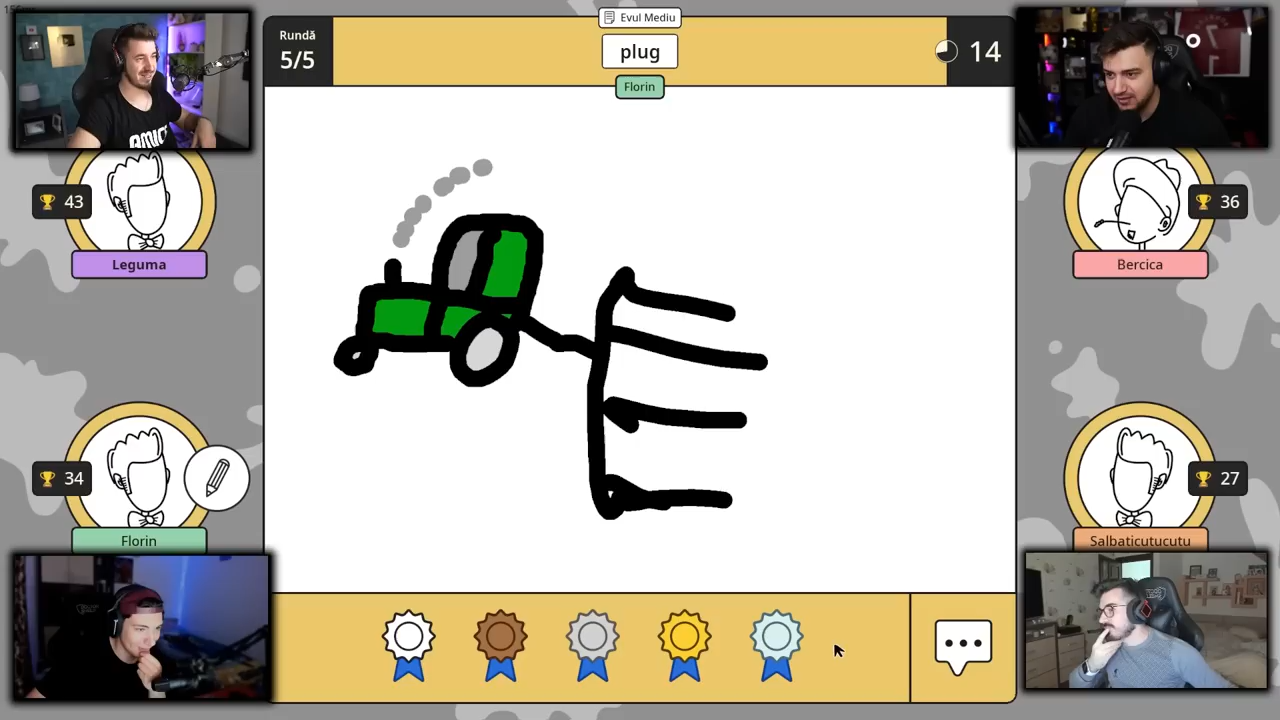 Evul Mediu
Rundă
5/5
plug
14
Florin
43
Leguma
36
Bercica
34
Florin
27
Salbaticutucutu